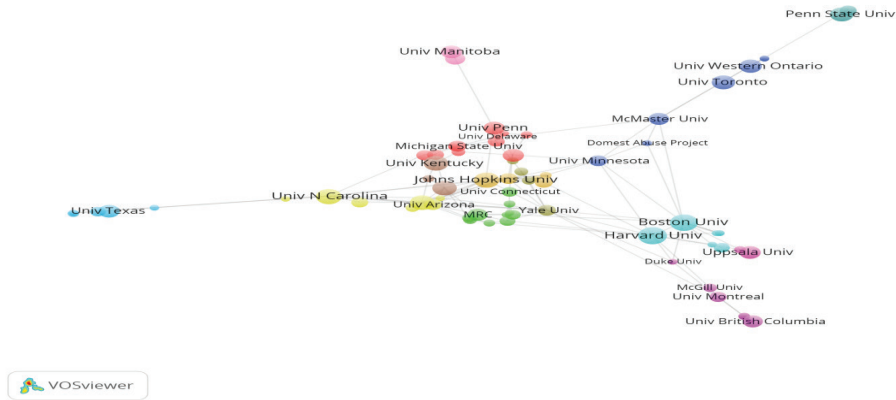 Penn State Univ
Univ Manitoba
Univ Western Ontario
Univ Toronto
McMaster Univ
Univ Penn
Univ Delaware
Domest Abuse Project
Michigan State Univ
Univ Minnesota
Univ Kentucky
Johns Hopkins Univ
Univ Connecticut
Univ N Carolina
Univ Arizona
Univ Texas
MRC
Yale Univ
Boston Univ
Harvard Univ
Uppsala Univ
Duke Univ
McGill Univ
Univ Montreal
Univ British Columbia
VOSviewer